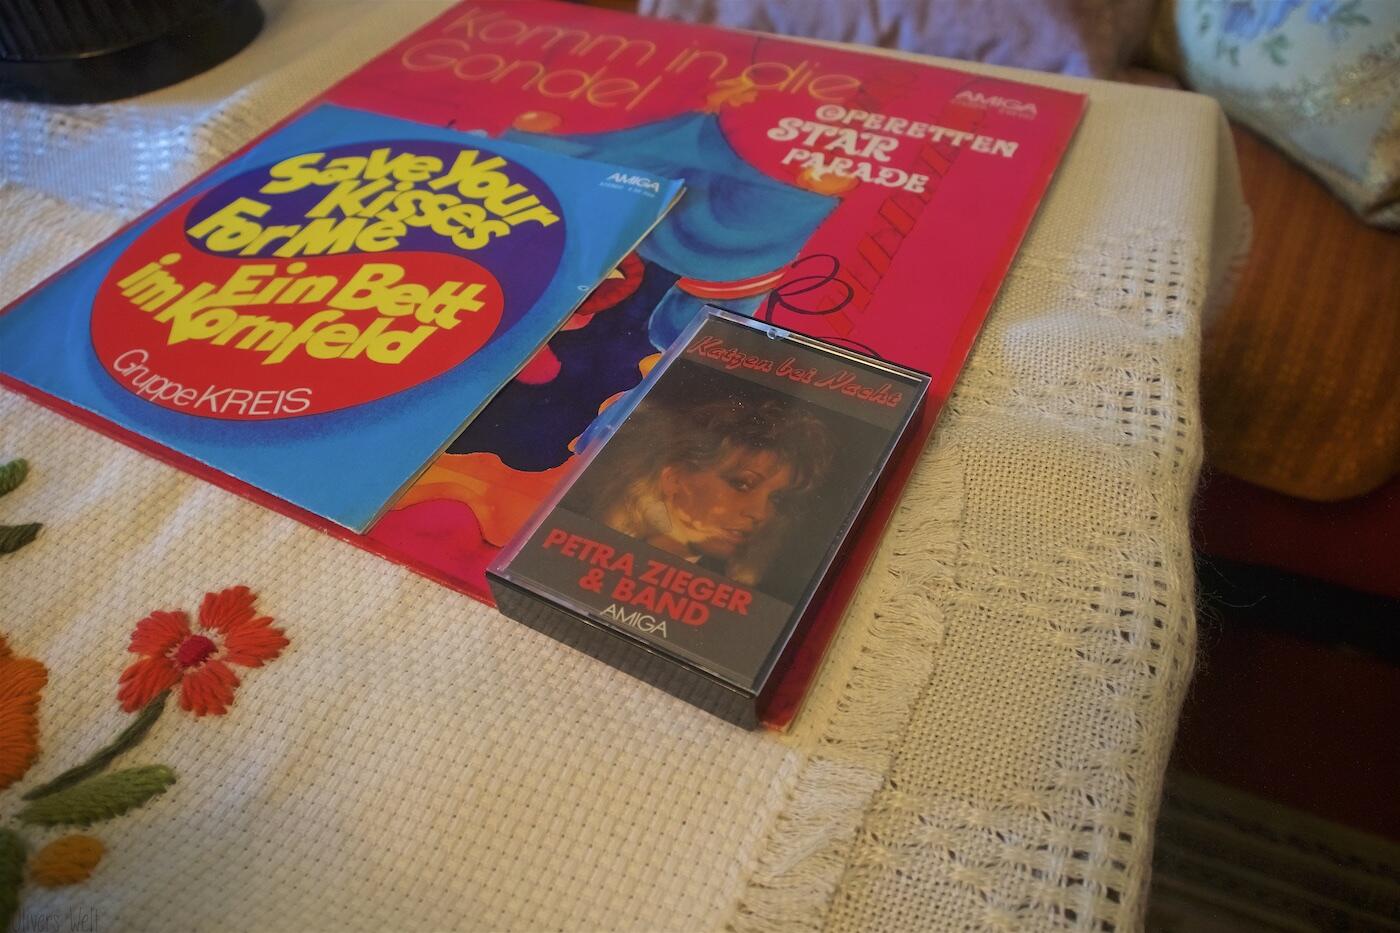 Komm in die
Gondel
AMIGA
OPERETTEN
STAR
PARADE
AMIGA
Save Your
Kisses
For Me
Ein Bett
im Kornfeld
Gruppe KREIS
Katzen bei Nacht
PETRA ZIEGER
& BAND
AMIGA
Olivers Welt